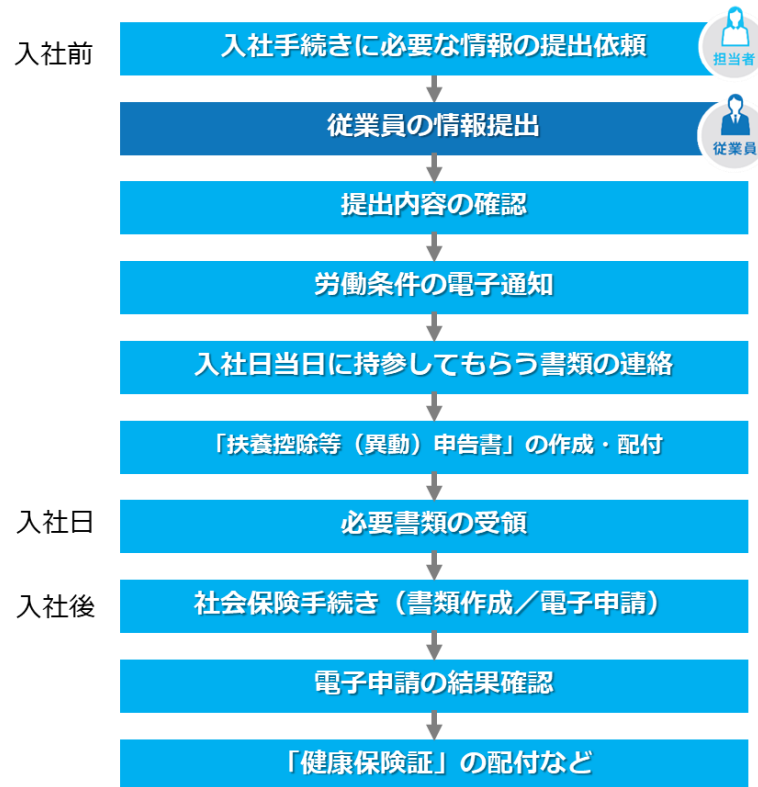 入社前
入社手続きに必要な情報の提出依頼
担当者
従業員の情報提出
従業員
提出内容の確認
労働条件の電子通知
入社日当日に持参してもらう書類の連絡
「扶養控除等（異動）申告書」の作成・配付
入社日
必要書類の受領
入社後
社会保険手続き（書類作成／電子申請）
電子申請の結果確認
「健康保険証」の配付など